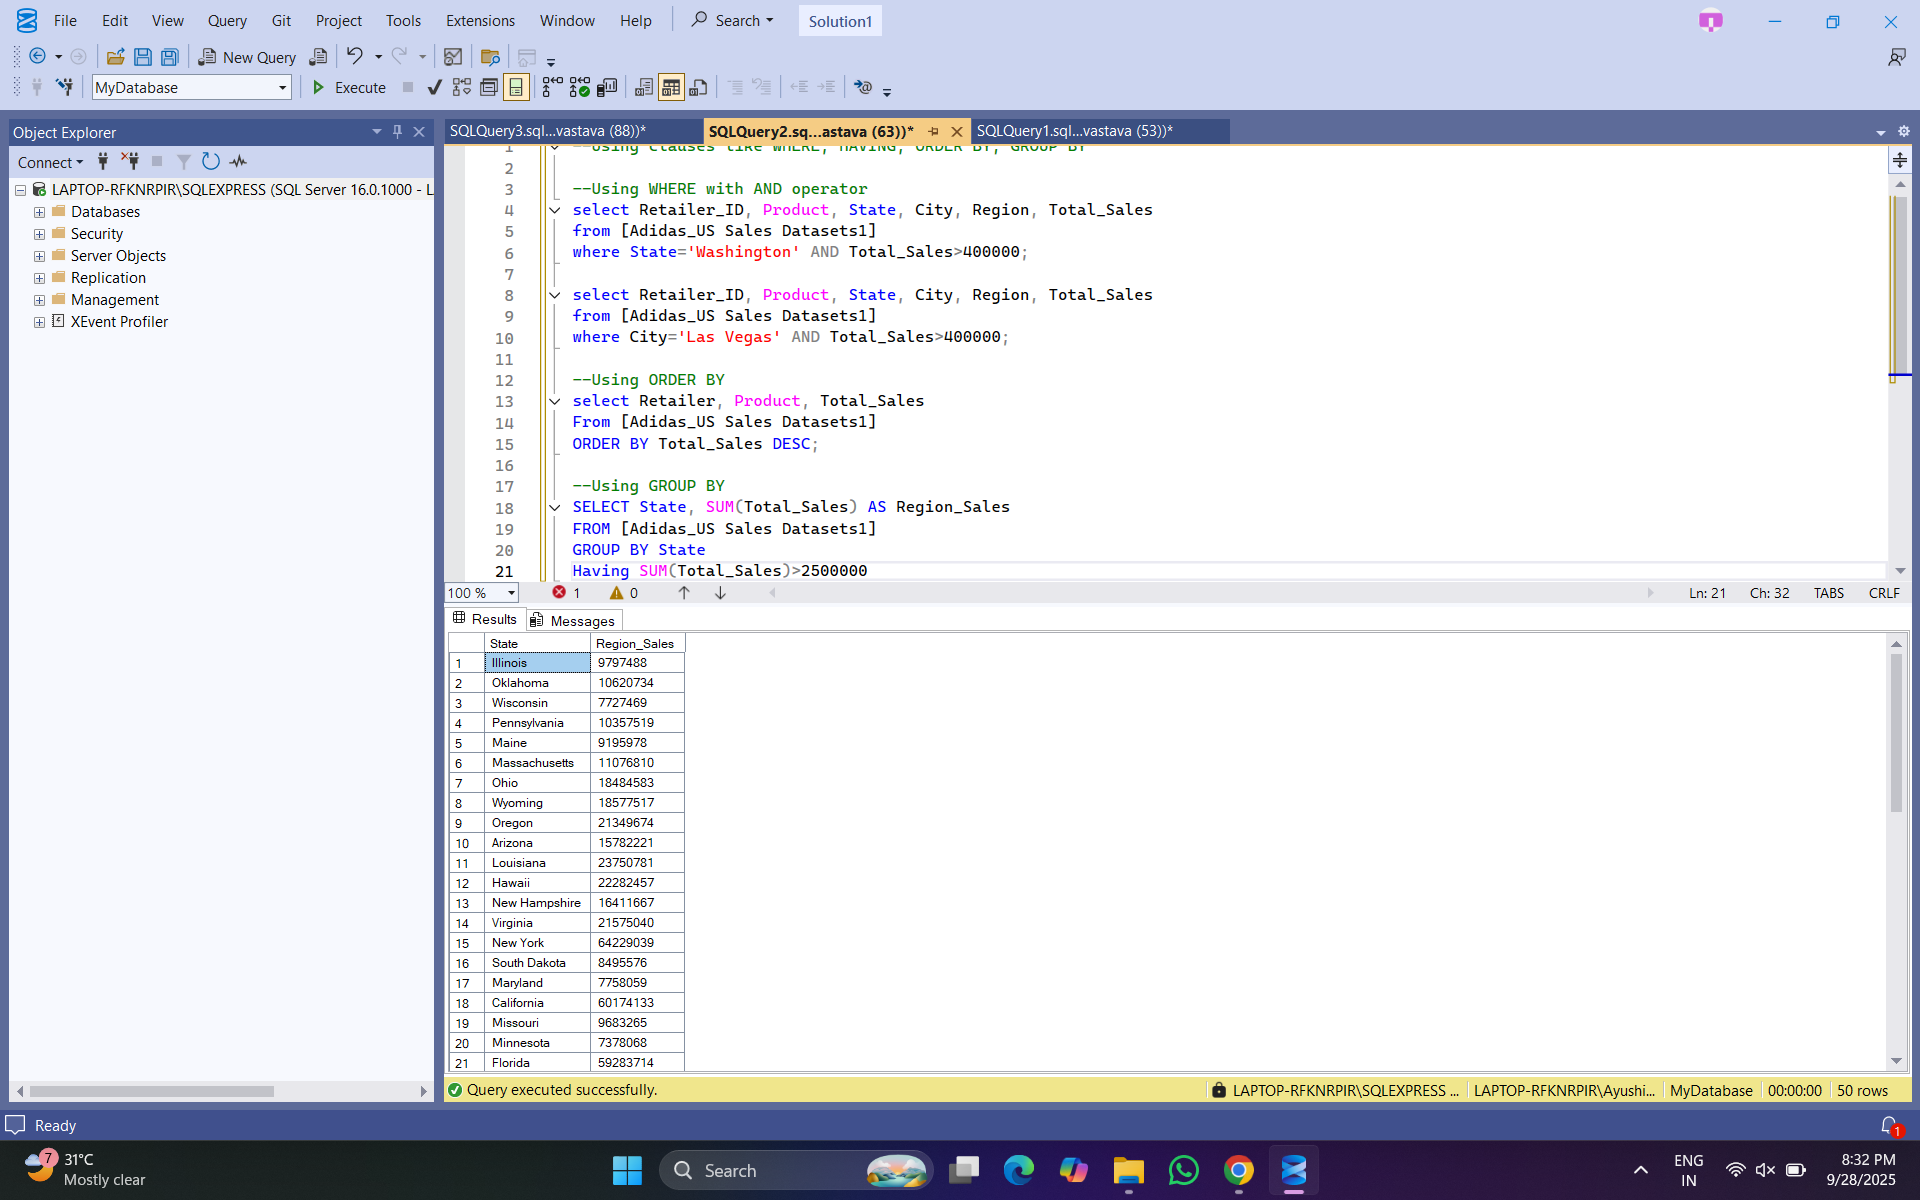 File Edit View Query Git Project Tools Extensions Window Help Search Solution1
New Query
MyDatabase Execute
Object Explorer
Connect
LAPTOP-RFKNRPIR\SQLEXPRESS (SQL Server 16.0.1000 - L
Databases
Security
Server Objects
Replication
Management
XEvent Profiler
SQLQuery3.sql...vastava (88))* SQLQuery2.sq...astava (63))* SQLQuery1.sql...vastava (53))*
1 --Using Clauses like WHERE, HAVING, ORDER BY, GROUP BY
2
3 --Using WHERE with AND operator
4 select Retailer_ID, Product, State, City, Region, Total_Sales
5 from [Adidas_US Sales Datasets1]
6 where State='Washington' AND Total_Sales>400000;
7
8 select Retailer_ID, Product, State, City, Region, Total_Sales
9 from [Adidas_US Sales Datasets1]
10 where City='Las Vegas' AND Total_Sales>400000;
11
12 --Using ORDER BY
13 select Retailer, Product, Total_Sales
14 From [Adidas_US Sales Datasets1]
15 ORDER BY Total_Sales DESC;
16
17 --Using GROUP BY
18 SELECT State, SUM(Total_Sales) AS Region_Sales
19 FROM [Adidas_US Sales Datasets1]
20 GROUP BY State
21 Having SUM(Total_Sales)>2500000
100 % 1 0 Ln: 21 Ch: 32 TABS CRLF
Results Messages
State Region_Sales
1 Illinois 9797488
2 Oklahoma 10620734
3 Wisconsin 7727469
4 Pennsylvania 10357519
5 Maine 9195978
6 Massachusetts 11076810
7 Ohio 18484583
8 Wyoming 18577517
9 Oregon 21349674
10 Arizona 15782221
11 Louisiana 23750781
12 Hawaii 22282457
13 New Hampshire 16411667
14 Virginia 21575040
15 New York 64229039
16 South Dakota 8495576
17 Maryland 7758059
18 California 60174133
19 Missouri 9683265
20 Minnesota 7378068
21 Florida 59283714
Query executed successfully. LAPTOP-RFKNRPIR\SQLEXPRESS ... LAPTOP-RFKNRPIR\Ayushi... MyDatabase 00:00:00 50 rows
Ready 1
7 31°C
Mostly clear
Search
ENG
IN
8:32 PM
9/28/2025